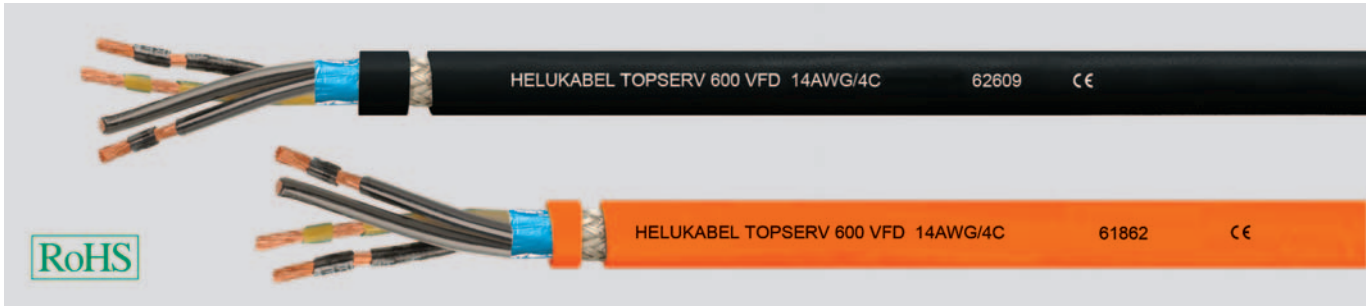 HELUKABEL TOPSERV 600 VFD 14AWG/4C 62609 CE
HELUKABEL TOPSERV 600 VFD 14AWG/4C 61862 CE
RoHS